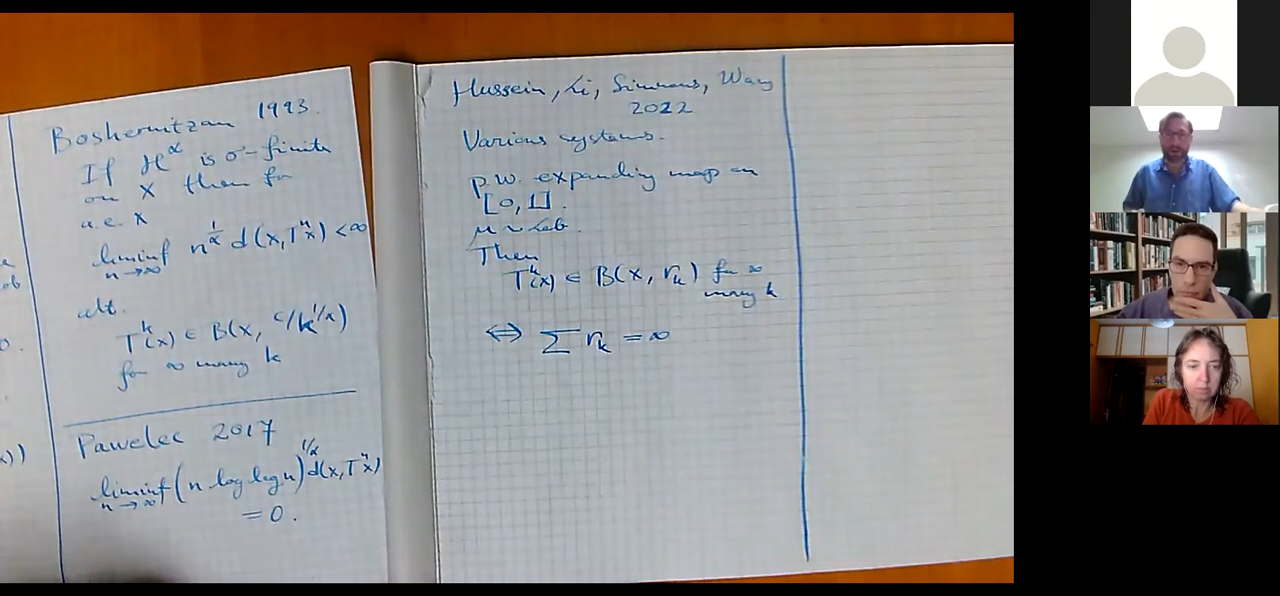 ob
x))
Boshernitzan 1993.
If H^α is σ-finite
on X then for
a.e. x
liminf n^{1/α} d(x, T^n x) < ∞
n→∞
alt.
T^k(x) ∈ B(x, c/k^{1/α})
for ∞ many k
Pawelec 2017
liminf (n log log n)^{1/α} d(x, T^n x)
n→∞
= 0.
Hussein, Li, Simmons, Wang
2022
Various systems.
p.w. expanding map on
[0,1].
μ ~ Leb.
Then
T^k(x) ∈ B(x, r_k) for ∞
many k
⇔ ∑ r_k = ∞